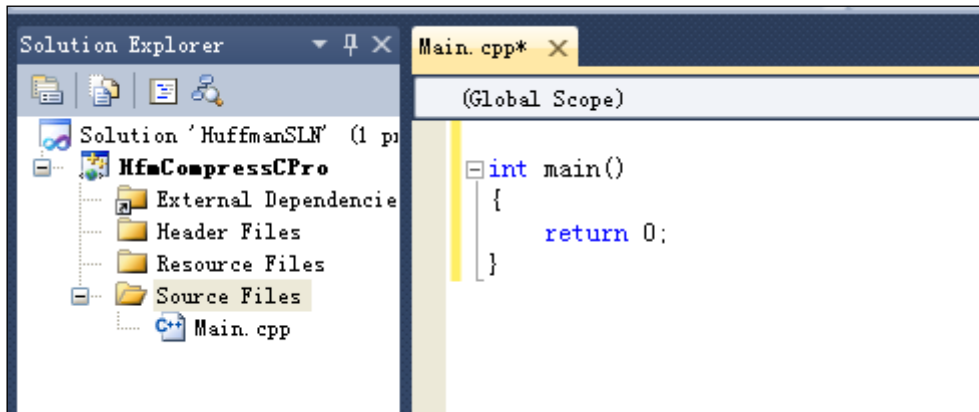 Solution Explorer
Solution 'HuffmanSLN' (1 p
HfmCompressCPro
External Dependencie
Header Files
Resource Files
Source Files
Main.cpp
Main.cpp*
(Global Scope)
int main()
{
return 0;
}